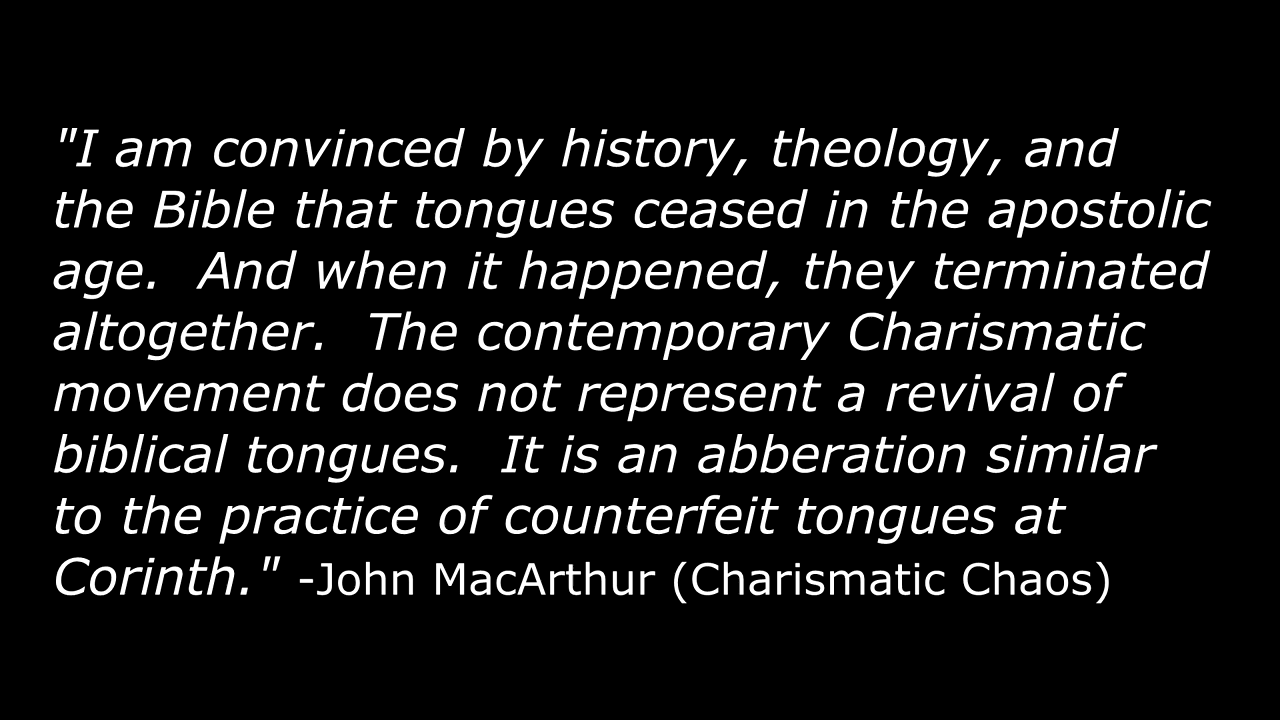 "I am convinced by history, theology, and
the Bible that tongues ceased in the apostolic
age.  And when it happened, they terminated
altogether.  The contemporary Charismatic
movement does not represent a revival of
biblical tongues.  It is an abberation similar
to the practice of counterfeit tongues at
Corinth." -John MacArthur (Charismatic Chaos)